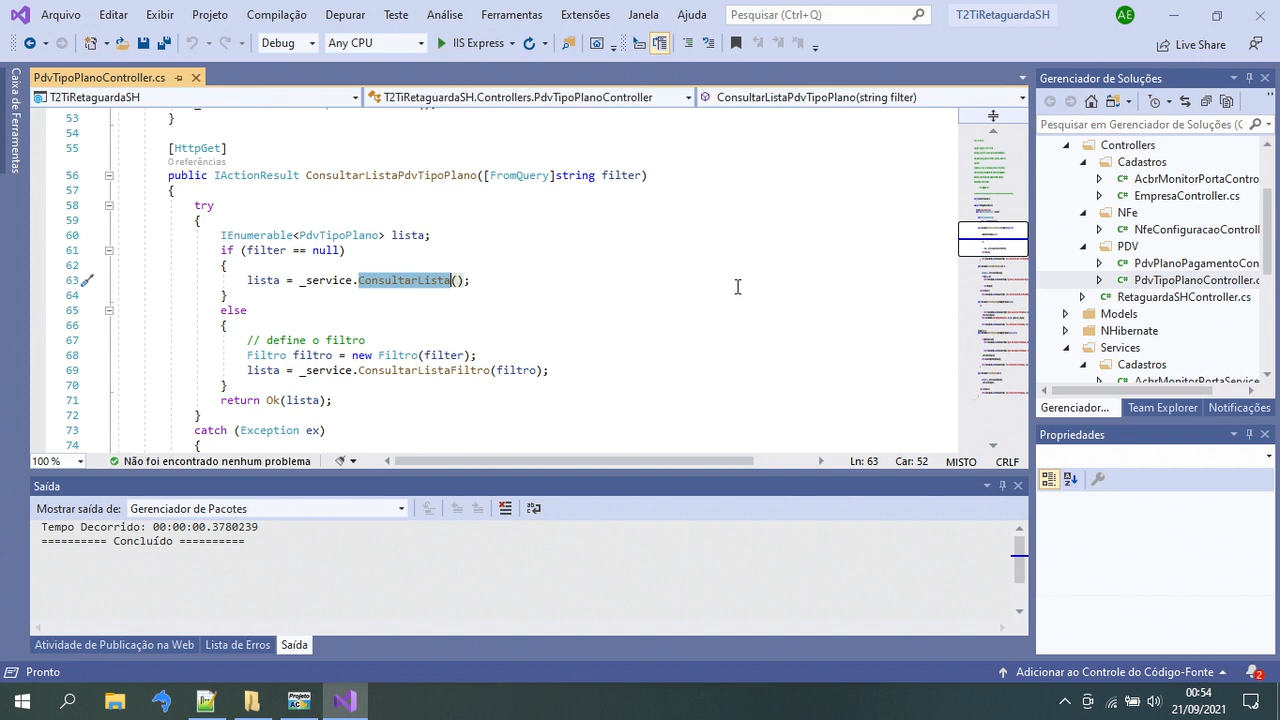 Arquivo Editar Exibir Projeto Compilação Depurar Teste Análise Ferramentas Extensões Janela Ajuda Pesquisar (Ctrl+Q) T2TiRetaguardaSH AE
Debug Any CPU IIS Express Live Share
Caixa de Ferramentas
PdvTipoPlanoController.cs
T2TiRetaguardaSH T2TiRetaguardaSH.Controllers.PdvTipoPlanoController ConsultarListaPdvTipoPlano(string filter)
53 }
54
55 [HttpGet]
0 referências
56 public IActionResult ConsultarListaPdvTipoPlano([FromQuery]string filter)
57 {
58 try
59 {
60 IEnumerable<PdvTipoPlano> lista;
61 if (filter == null)
62 {
63 lista = service.ConsultarLista();
64 }
65 else
66 {
67 // define o filtro
68 Filtro filtro = new Filtro(filter);
69 lista = service.ConsultarListaFiltro(filtro);
70 }
71 return Ok(lista);
72 }
73 catch (Exception ex)
74 {
100 % Não foi encontrado nenhum problema Ln: 63 Car: 52 MISTO CRLF
Saída
Mostrar saída de: Gerenciador de Pacotes
Tempo Decorrido: 00:00:00.3780239
========== Concluído ==========
Atividade de Publicação na Web Lista de Erros Saída
Gerenciador de Soluções
Pesquisar em Gerenciador de Soluções (C
Controllers
Cadastros
AcbrMonitorPortaCon
EmpresaController.cs
NFe
NfeConfiguracaoControll
PDV
PdvPlanoPagamentoCo
PdvTipoPlanoController.c
RetaguardaSHController.cs
Models
NHibernate
Services
Cadastros
AcbrMonitorPortaService
Gerenciador... Team Explorer Notificações
Propriedades
Pronto Adicionar ao Controle do Código-Fonte 2
Projeto ACBr 00:54
21/09/2021